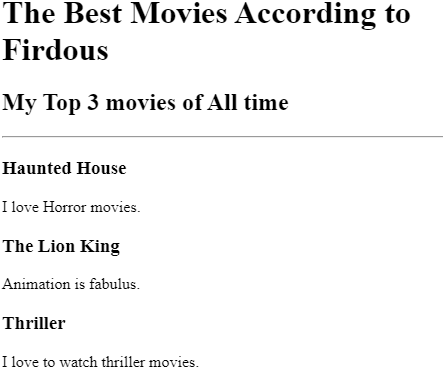 The Best Movies According to
Firdous
My Top 3 movies of All time
Haunted House
I love Horror movies.
The Lion King
Animation is fabulus.
Thriller
I love to watch thriller movies.